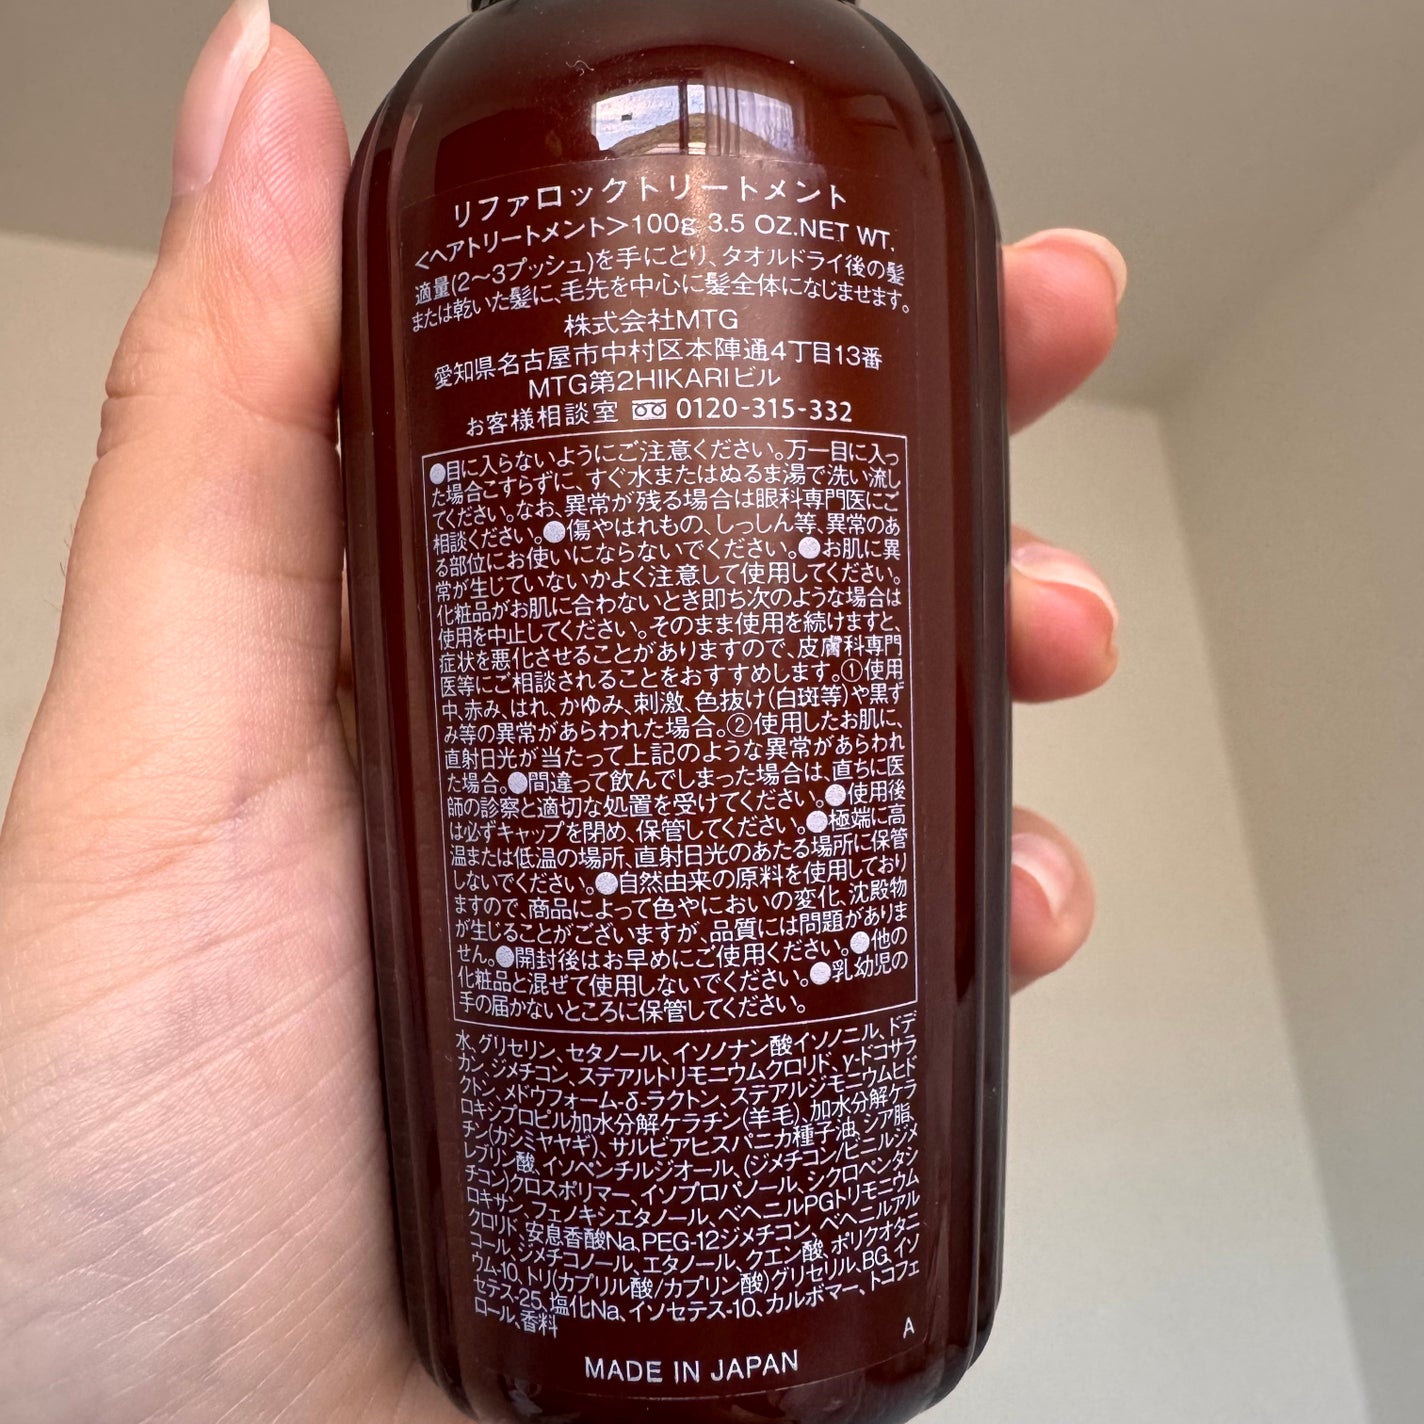 リファロックトリートメント
<ヘアトリートメント>100g 3.5 OZ.NET WT.
適量(2〜3プッシュ)を手にとり、タオルドライ後の髪
または乾いた髪に、毛先を中心に髪全体になじませます。
株式会社MTG
愛知県名古屋市中村区本陣通4丁目13番
MTG第2HIKARIビル
お客様相談室 0120-315-332
●目に入らないようにご注意ください。万一目に入っ
た場合こすらずに、すぐ水またはぬるま湯で洗い流し
てください。なお、異常が残る場合は眼科専門医にご
相談ください。●傷やはれもの、しっしん等、異常のあ
る部位にお使いにならないでください。●お肌に異
常が生じていないかよく注意して使用してください。
化粧品がお肌に合わないとき即ち次のような場合は
使用を中止してください。そのまま使用を続けますと、
症状を悪化させることがありますので、皮膚科専門
医等にご相談されることをおすすめします。①使用
中、赤み、はれ、かゆみ、刺激、色抜け(白斑等)や黒ず
み等の異常があらわれた場合。②使用したお肌に、
直射日光が当たって上記のような異常があらわれ
た場合。●間違って飲んでしまった場合は、直ちに医
師の診察と適切な処置を受けてください。●使用後
は必ずキャップを閉め、保管してください。●極端に高
温または低温の場所、直射日光のあたる場所に保管
しないでください。●自然由来の原料を使用しており
ますので、商品によって色やにおいの変化、沈殿物
が生じることがございますが、品質には問題がありま
せん。●開封後はお早めにご使用ください。●他の
化粧品と混ぜて使用しないでください。●乳幼児の
手の届かないところに保管してください。
水、グリセリン、セタノール、イソノナン酸イソノニル、ドデ
カン、ジメチコン、ステアルトリモニウムクロリド、γ-ドコサラ
クトン、メドウフォーム-δ-ラクトン、ステアルジモニウムヒド
ロキシプロピル加水分解ケラチン(羊毛)、加水分解ケラ
チン(カシミヤヤギ)、サルビアヒスパニカ種子油、シア脂、
レブリン酸、イソペンチルジオール、(ジメチコン/ビニルジメ
チコン)クロスポリマー、イソプロパノール、シクロペンタシ
ロキサン、フェノキシエタノール、ベヘニルPGトリモニウム
クロリド、安息香酸Na、PEG-12ジメチコン、ベヘニルアル
コール、ジメチコノール、エタノール、クエン酸、ポリクオタニ
ウム-10、トリ(カプリル酸/カプリン酸)グリセリル、BG、イソ
セテス-25、塩化Na、イソセテス-10、カルボマー、トコフェ
ロール、香料
A
MADE IN JAPAN